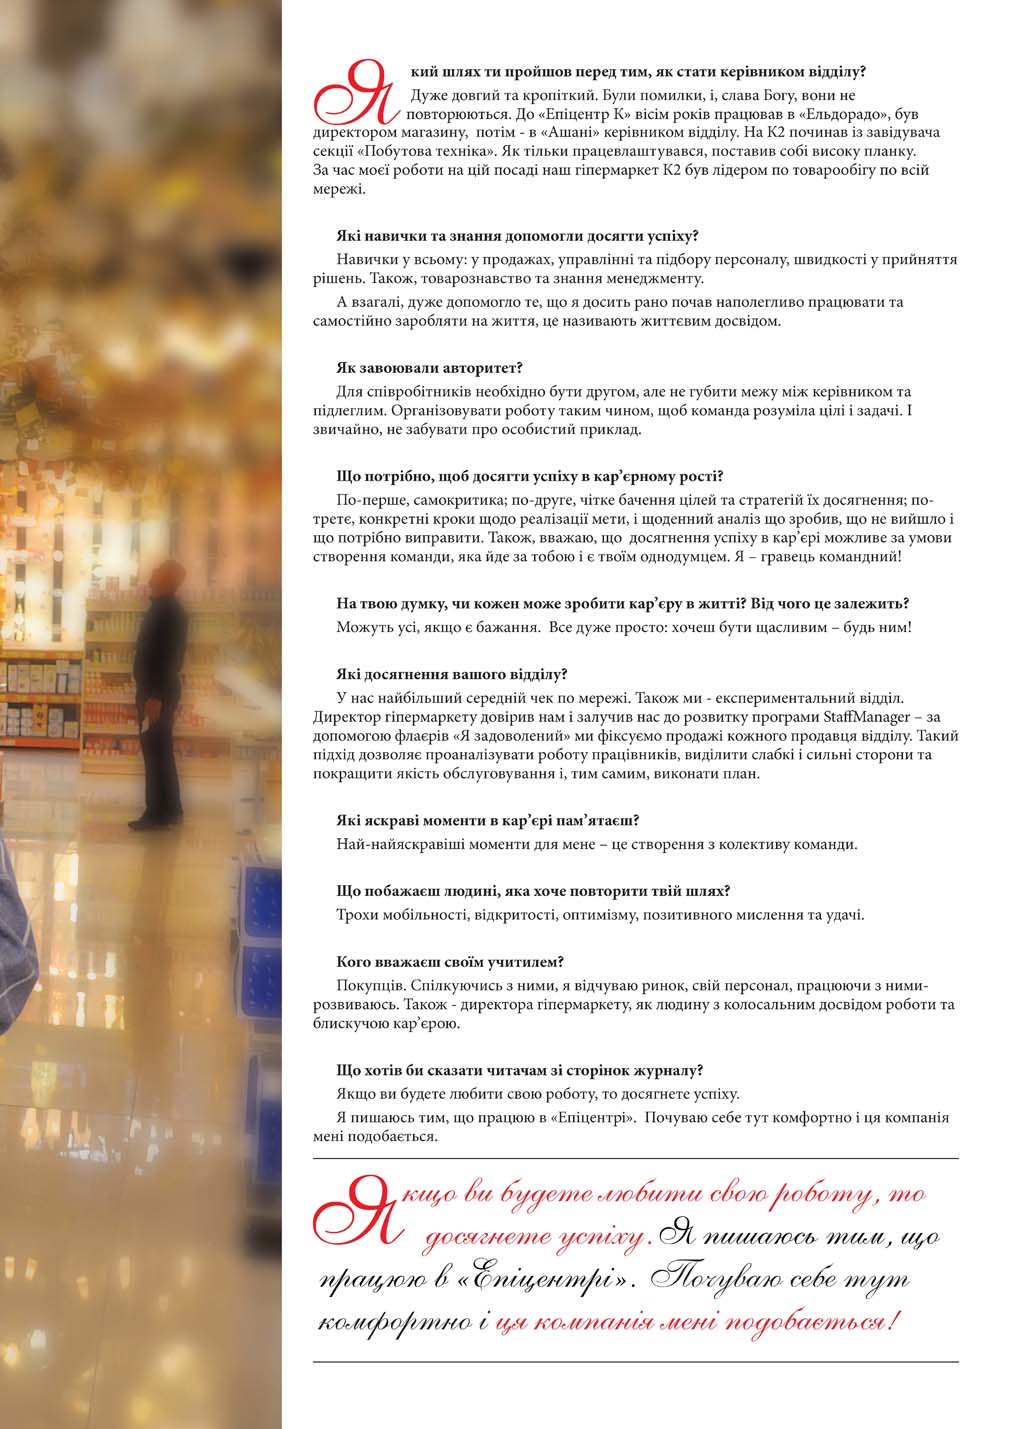 Який шлях ти пройшов перед тим, як стати керівником відділу?
Дуже довгий та кропіткий. Були помилки, і, слава Богу, вони не
повторюються. До «Епіцентр К» вісім років працював в «Ельдорадо», був
директором магазину, потім - в «Ашані» керівником відділу. На К2 починав із завідувача
секції «Побутова техніка». Як тільки працевлаштувався, поставив собі високу планку.
За час моєї роботи на цій посаді наш гіпермаркет К2 був лідером по товарообігу по всій
мережі.
Які навички та знання допомогли досягти успіху?
Навички у всьому: у продажах, управлінні та підбору персоналу, швидкості у прийняття
рішень. Також, товарознавство та знання менеджменту.
А взагалі, дуже допомогло те, що я досить рано почав наполегливо працювати та
самостійно заробляти на життя, це називають життєвим досвідом.
Як завоювали авторитет?
Для співробітників необхідно бути другом, але не губити межу між керівником та
підлеглим. Організовувати роботу таким чином, щоб команда розуміла цілі і задачі. І
звичайно, не забувати про особистий приклад.
Що потрібно, щоб досягти успіху в кар’єрному рості?
По-перше, самокритика; по-друге, чітке бачення цілей та стратегій їх досягнення; по-
третє, конкретні кроки щодо реалізації мети, і щоденний аналіз що зробив, що не вийшло і
що потрібно виправити. Також, вважаю, що досягнення успіху в кар’єрі можливе за умови
створення команди, яка йде за тобою і є твоїм однодумцем. Я – гравець командний!
На твою думку, чи кожен може зробити кар’єру в житті? Від чого це залежить?
Можуть усі, якщо є бажання. Все дуже просто: хочеш бути щасливим – будь ним!
Які досягнення вашого відділу?
У нас найбільший середній чек по мережі. Також ми - експериментальний відділ.
Директор гіпермаркету довірив нам і залучив нас до розвитку програми StaffManager – за
допомогою флаєрів «Я задоволений» ми фіксуємо продажі кожного продавця відділу. Такий
підхід дозволяє проаналізувати роботу працівників, виділити слабкі і сильні сторони та
покращити якість обслуговування і, тим самим, виконати план.
Які яскраві моменти в кар’єрі пам’ятаєш?
Най-найяскравіші моменти для мене – це створення з колективу команди.
Що побажаєш людині, яка хоче повторити твій шлях?
Трохи мобільності, відкритості, оптимізму, позитивного мислення та удачі.
Кого вважаєш своїм учитилем?
Покупців. Спілкуючись з ними, я відчуваю ринок, свій персонал, працюючи з ними-
розвиваюсь. Також - директора гіпермаркету, як людину з колосальним досвідом роботи та
блискучою кар’єрою.
Що хотів би сказати читачам зі сторінок журналу?
Якщо ви будете любити свою роботу, то досягнете успіху.
Я пишаюсь тим, що працюю в «Епіцентрі». Почуваю себе тут комфортно і ця компанія
мені подобається.
Якщо ви будете любити свою роботу, то
досягнете успіху. Я пишаюсь тим, що
працюю в «Епіцентрі». Почуваю себе тут
комфортно і ця компанія мені подобається!